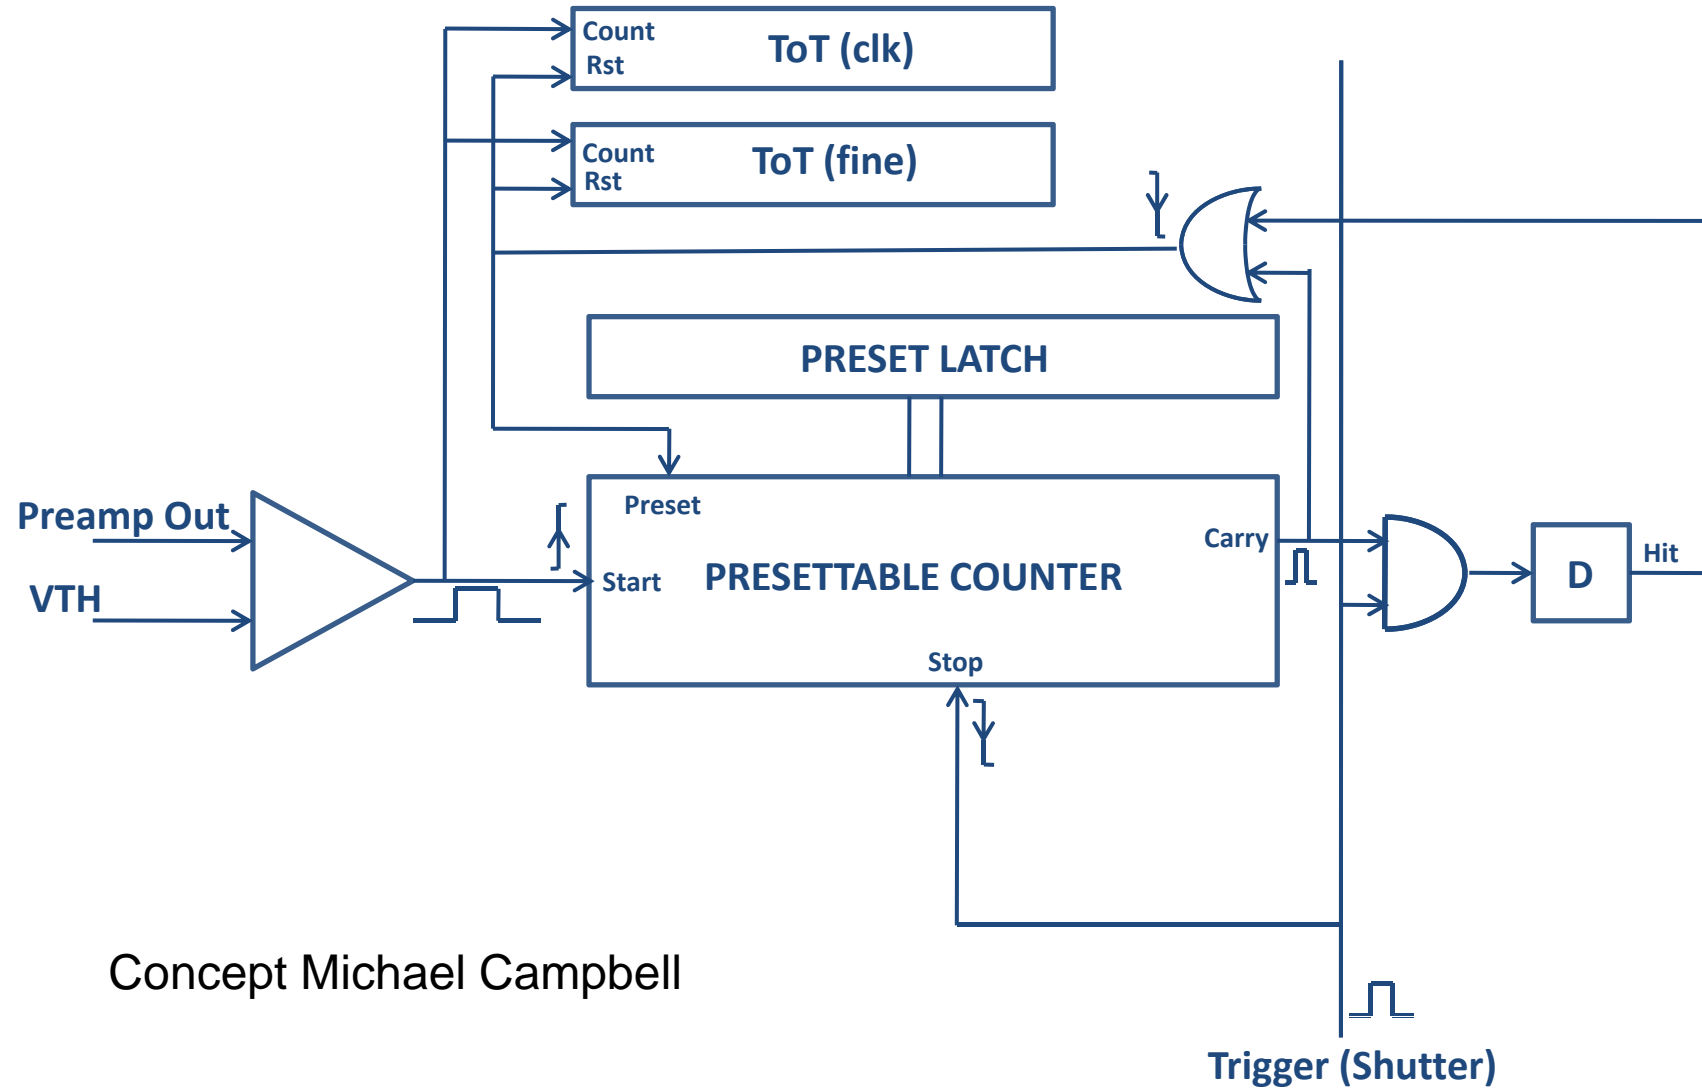 Count
ToT (clk)
Rst
Count
ToT (fine)
Rst
PRESET LATCH
Preset
Preamp Out
Carry
Hit
VTH
Start
PRESETTABLE COUNTER
D
Stop
Concept Michael Campbell
Trigger (Shutter)